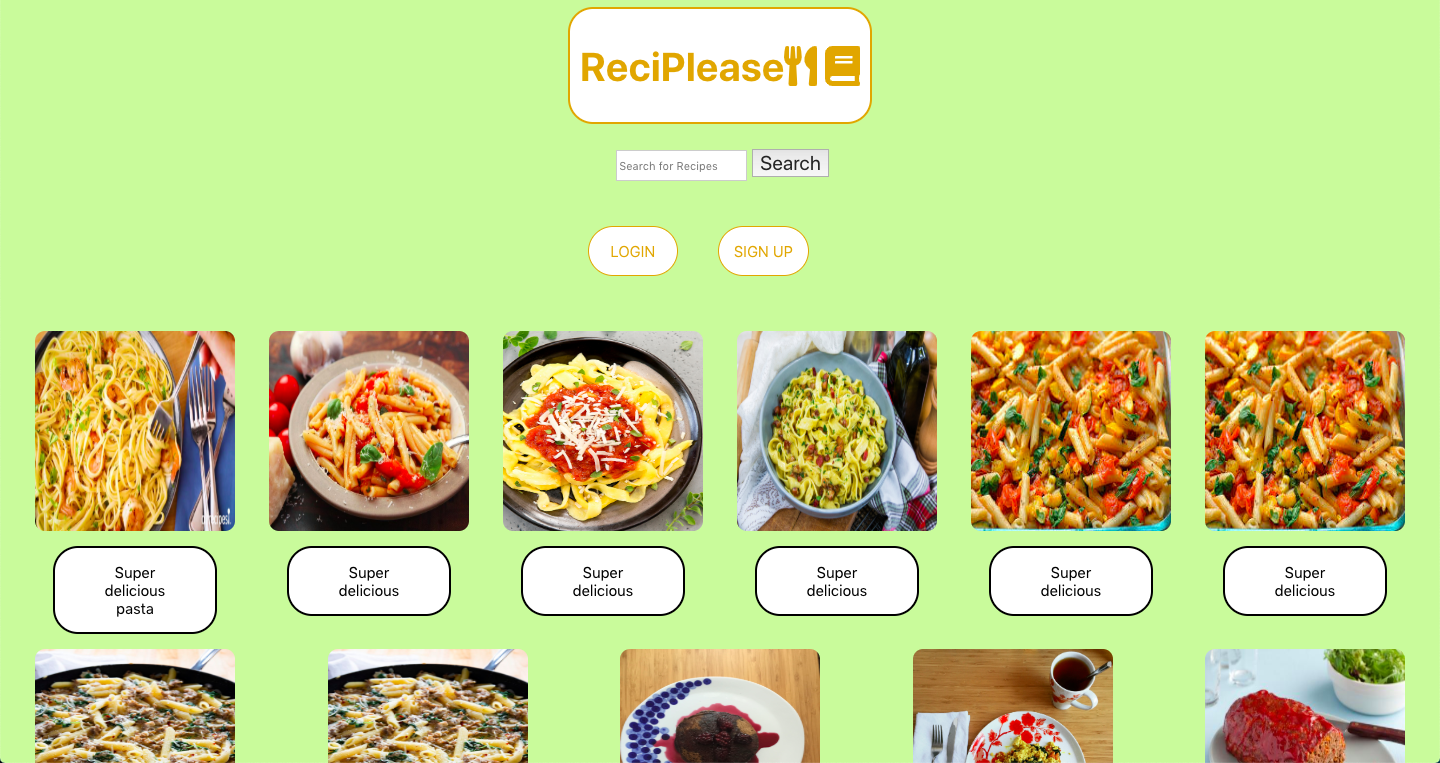 ReciPlease
Search for Recipes
Search
LOGIN
SIGN UP
Super
delicious
pasta
Super
delicious
Super
delicious
Super
delicious
Super
delicious
Super
delicious